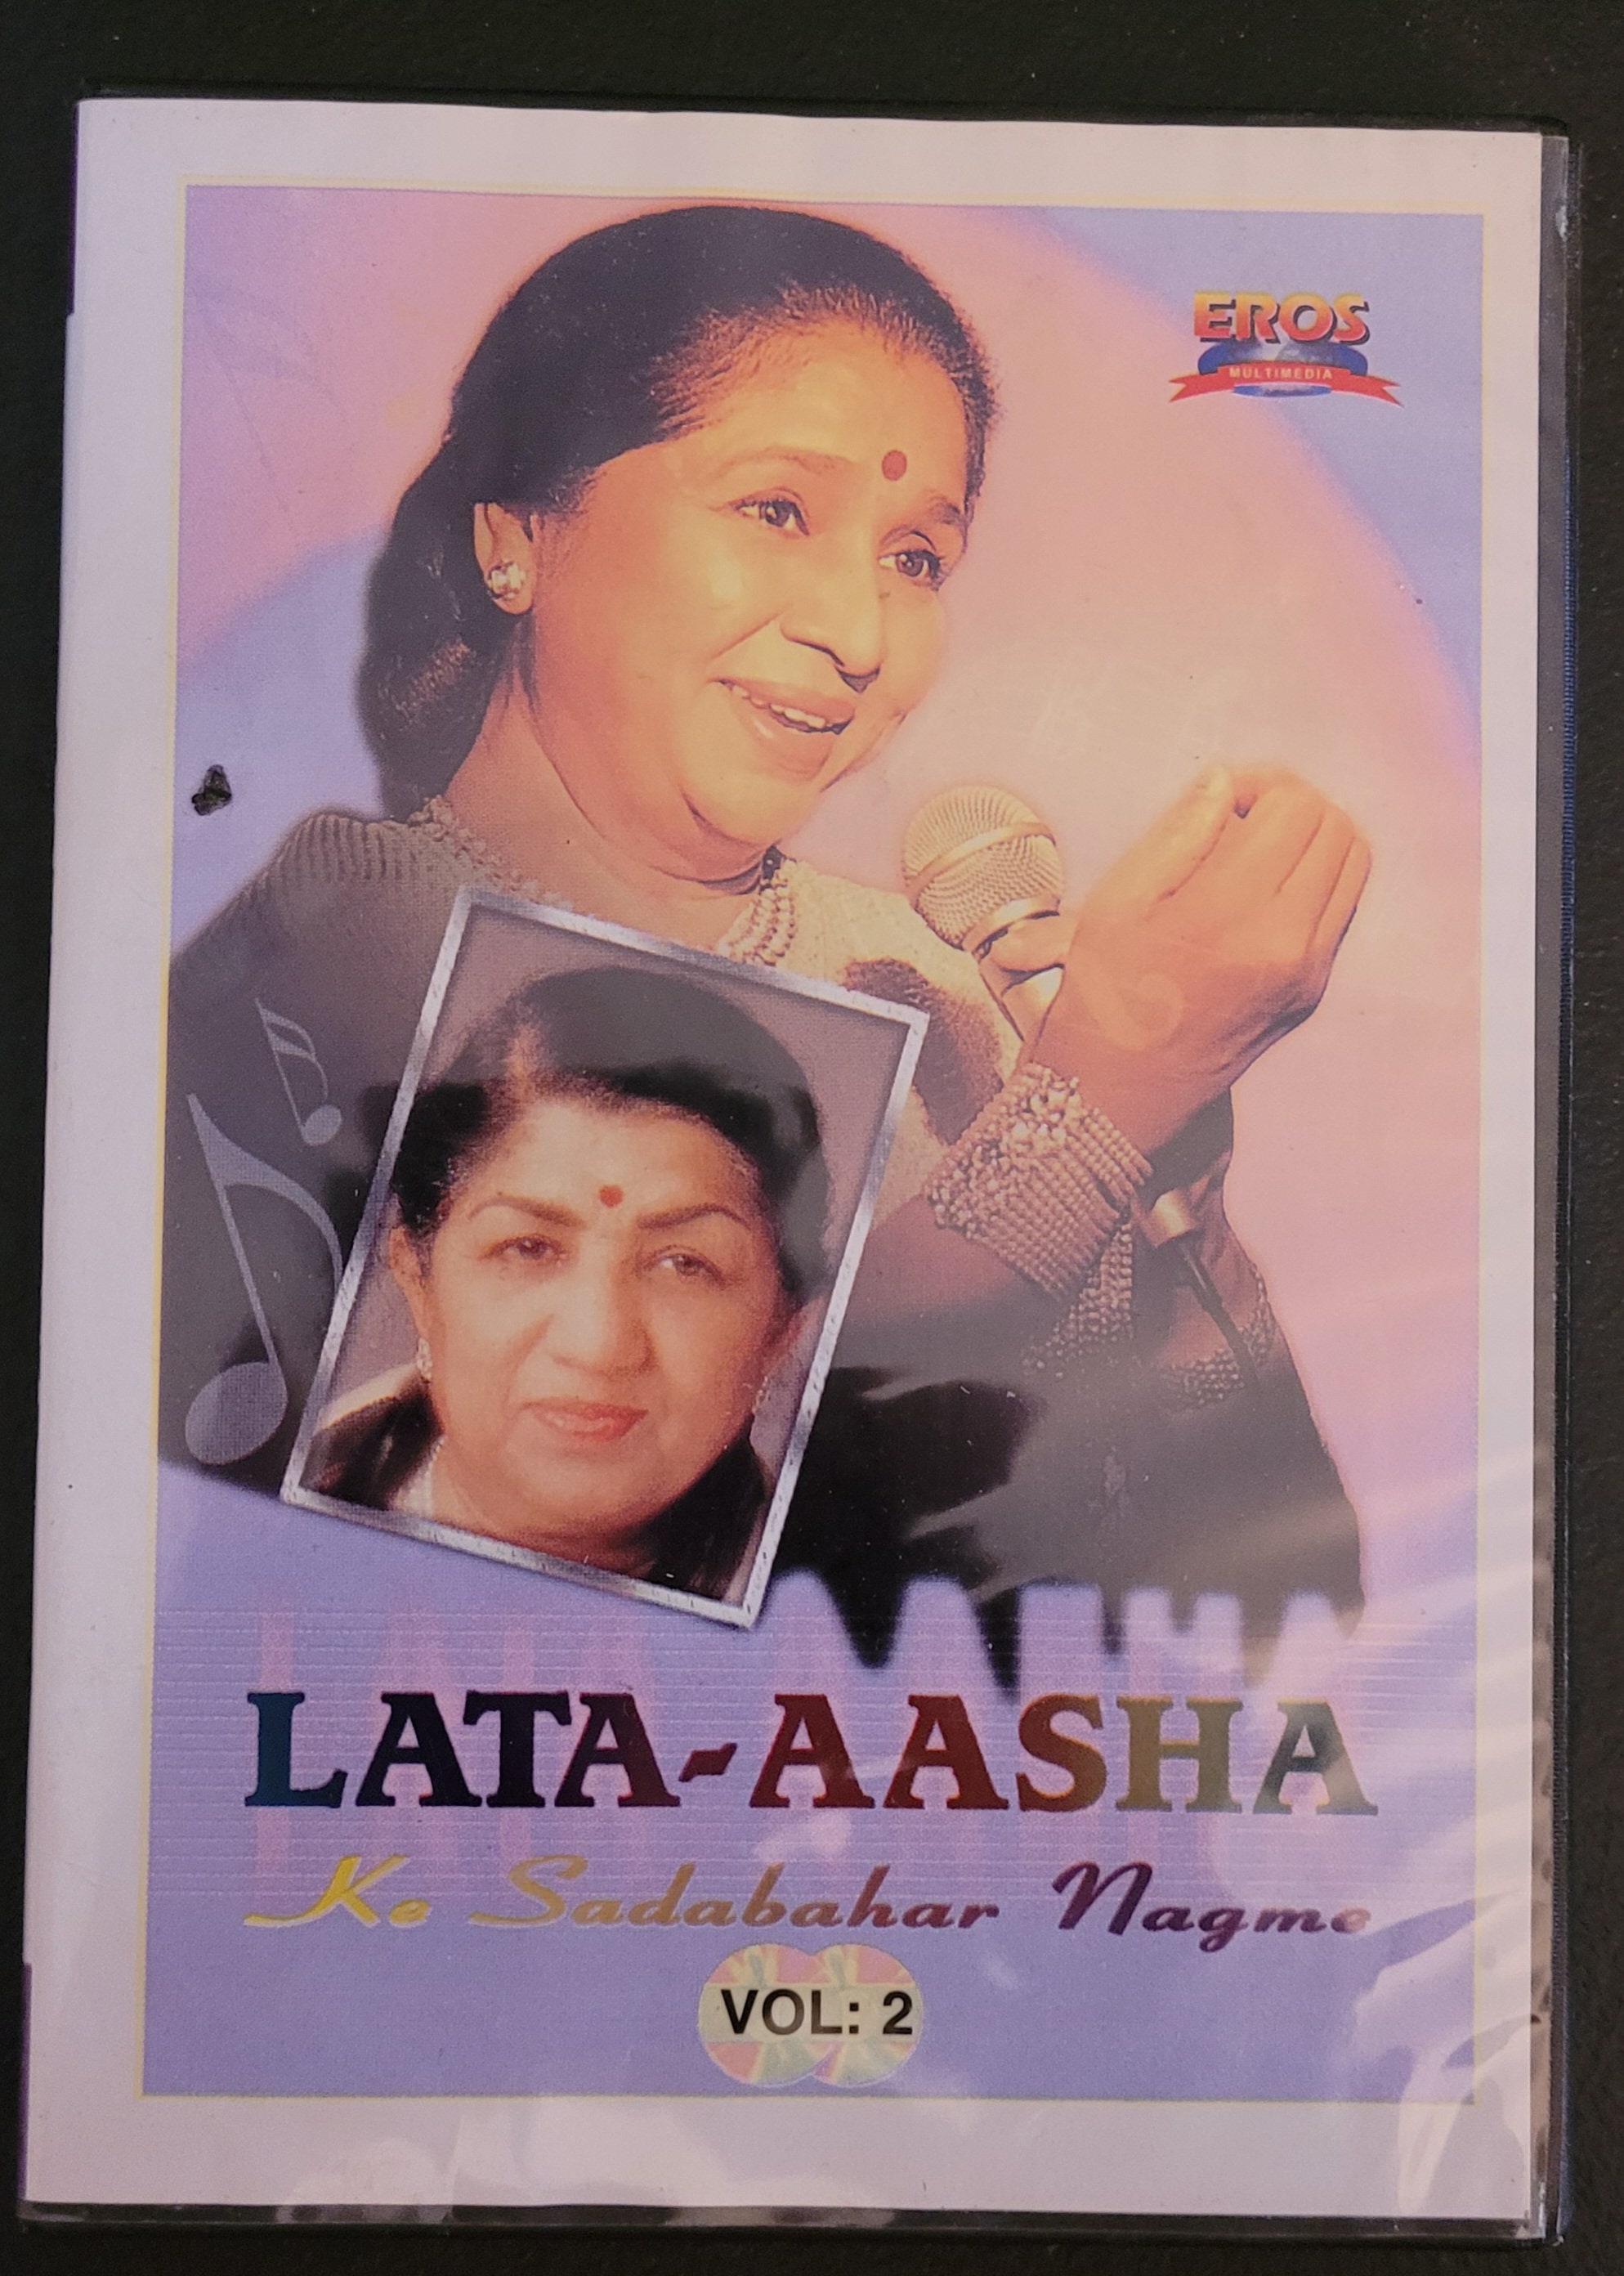 EROS
MULTIMEDIA
LATA-AASHA
Ke Sadabahar Nagme
VOL: 2